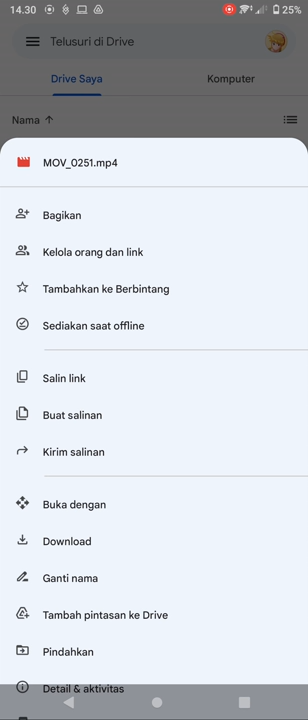 14.30
25%
Telusuri di Drive
Drive Saya
Komputer
Nama
MOV_0251.mp4
Bagikan
Kelola orang dan link
Tambahkan ke Berbintang
Sediakan saat offline
Salin link
Buat salinan
Kirim salinan
Buka dengan
Download
Ganti nama
Tambah pintasan ke Drive
Pindahkan
Detail & aktivitas